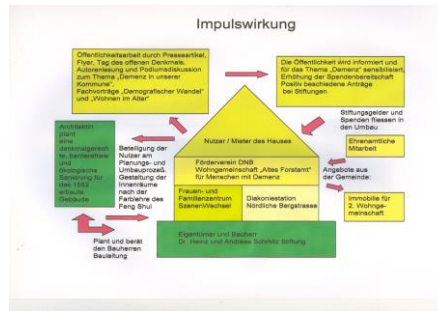 Impulswirkung
Öffentlichkeitsarbeit durch Presseartikel,
Flyer, Tag des offenen Denkmals,
Autorenlesung und Podiumsdiskussion
zum Thema „Demenz in unserer
Kommune“,
Fachvorträge „Demografischer Wandel“
und „Wohnen im Alter“
Die Öffentlichkeit wird informiert und
für das Thema „Demenz“ sensibilisiert,
Erhöhung der Spendenbereitschaft
Positiv beschiedene Anträge
bei Stiftungen
Stiftungsgelder und
Spenden fliessen in
den Umbau
Architektin
plant
eine
denkmalgerech-
te, barrierefreie
und
ökologische
Sanierung für
das 1552
erbaute
Gebäude
Beteiligung der
Nutzer am
Planungs- und
Umbauprozeß.
Gestaltung der
Innenräume
nach der
Farblehre des
Feng Shui
Nutzer / Mieter des Hauses
Förderverein DNB
Wohngemeinschaft „Altes Forstamt“
für Menschen mit Demenz
Ehrenamtliche
Mitarbeit
Angebote aus
der Gemeinde:
Frauen- und
Familienzentrum
SzenenWechsel
Diakoniestation
Nördliche Bergstrasse
Immobilie für
2. Wohnge-
meinschaft
Plant und berät
den Bauherren
Bauleitung
Eigentümer und Bauherr
Dr. Heinz und Andreas Schmitz Stiftung